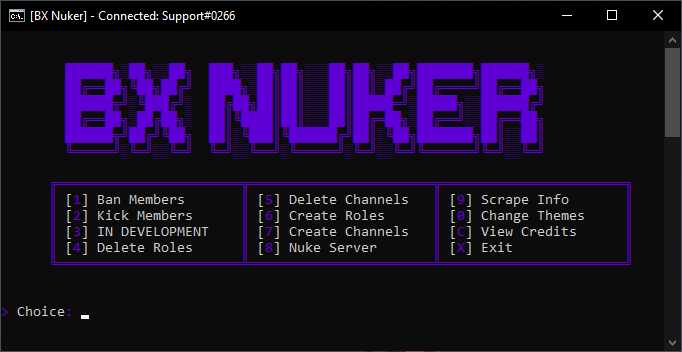 [BX Nuker] - Connected: Support#0266
BX NUKER
[1] Ban Members [5] Delete Channels [9] Scrape Info
[2] Kick Members [6] Create Roles [0] Change Themes
[3] IN DEVELOPMENT [7] Create Channels [C] View Credits
[4] Delete Roles [8] Nuke Server [X] Exit
> Choice: